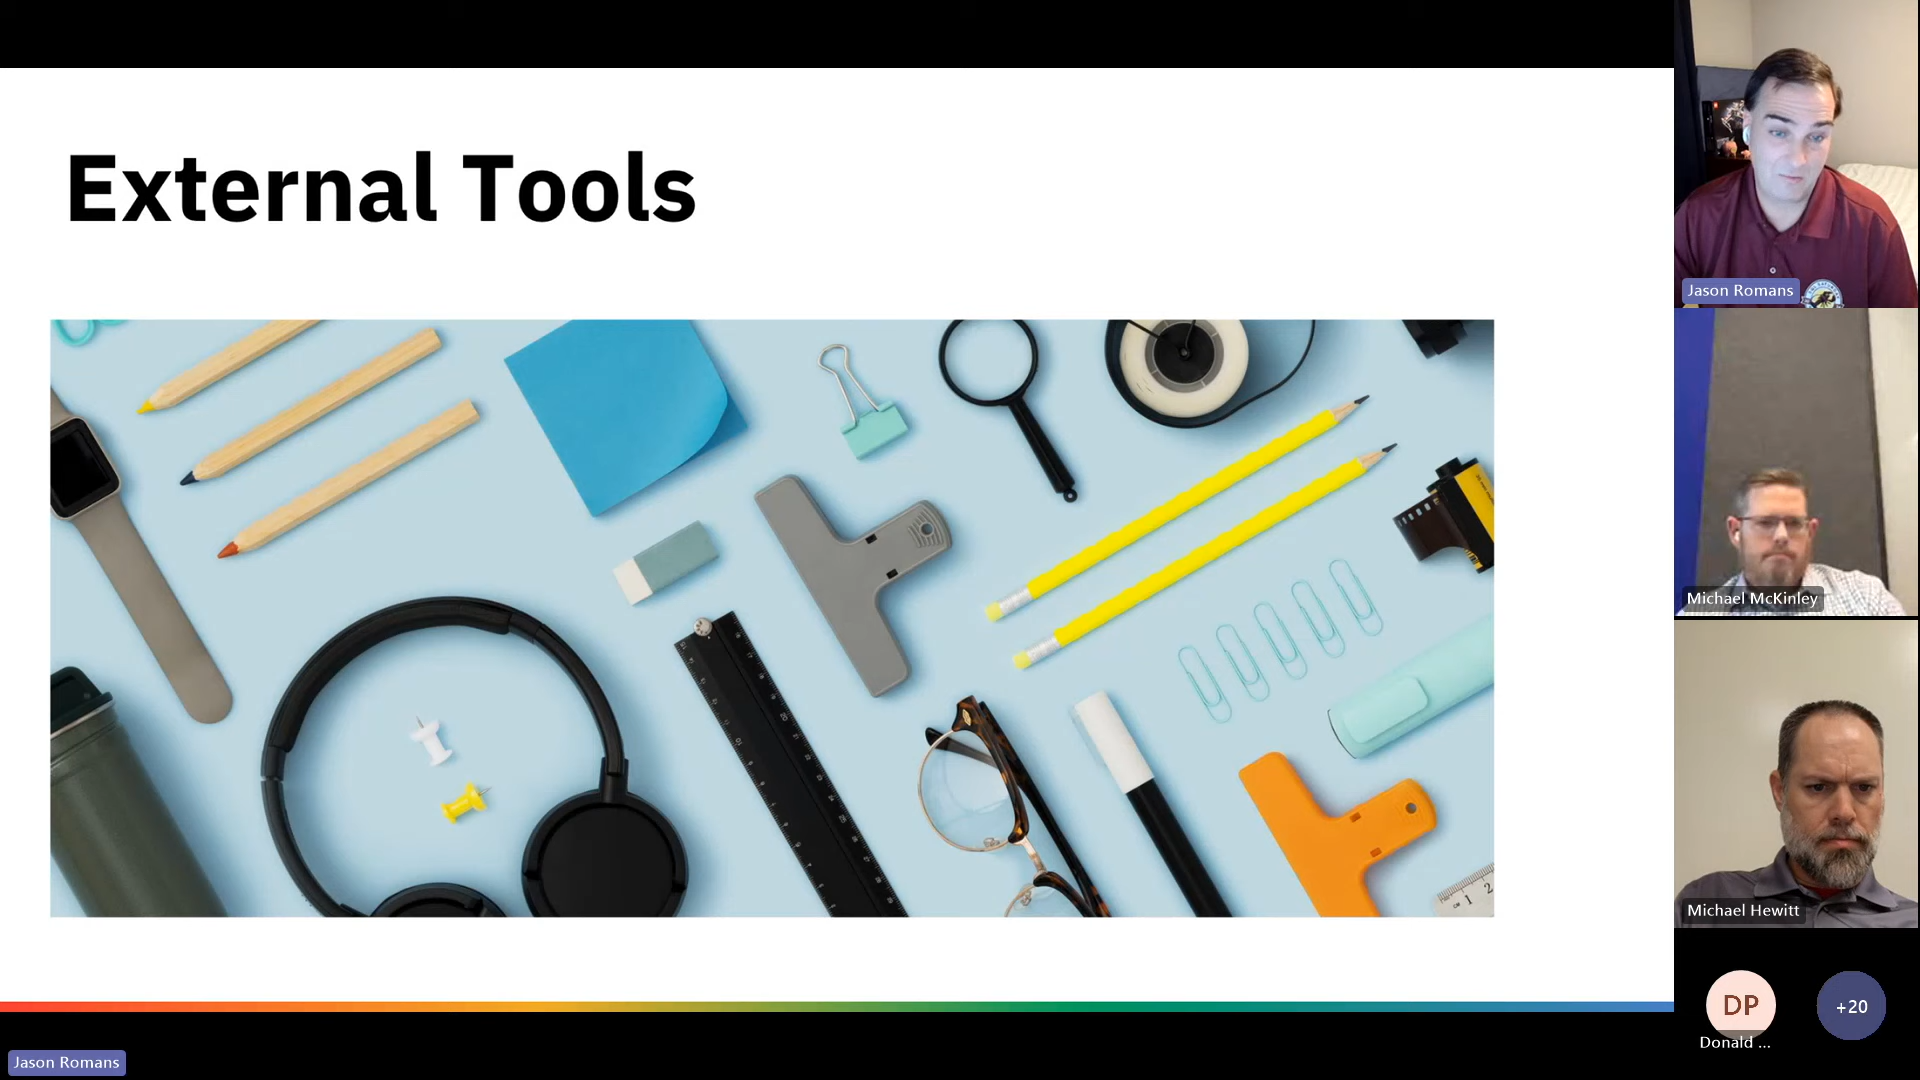 External Tools
Jason Romans
Michael McKinley
Michael Hewitt
DP
+20
Donald ...
Jason Romans